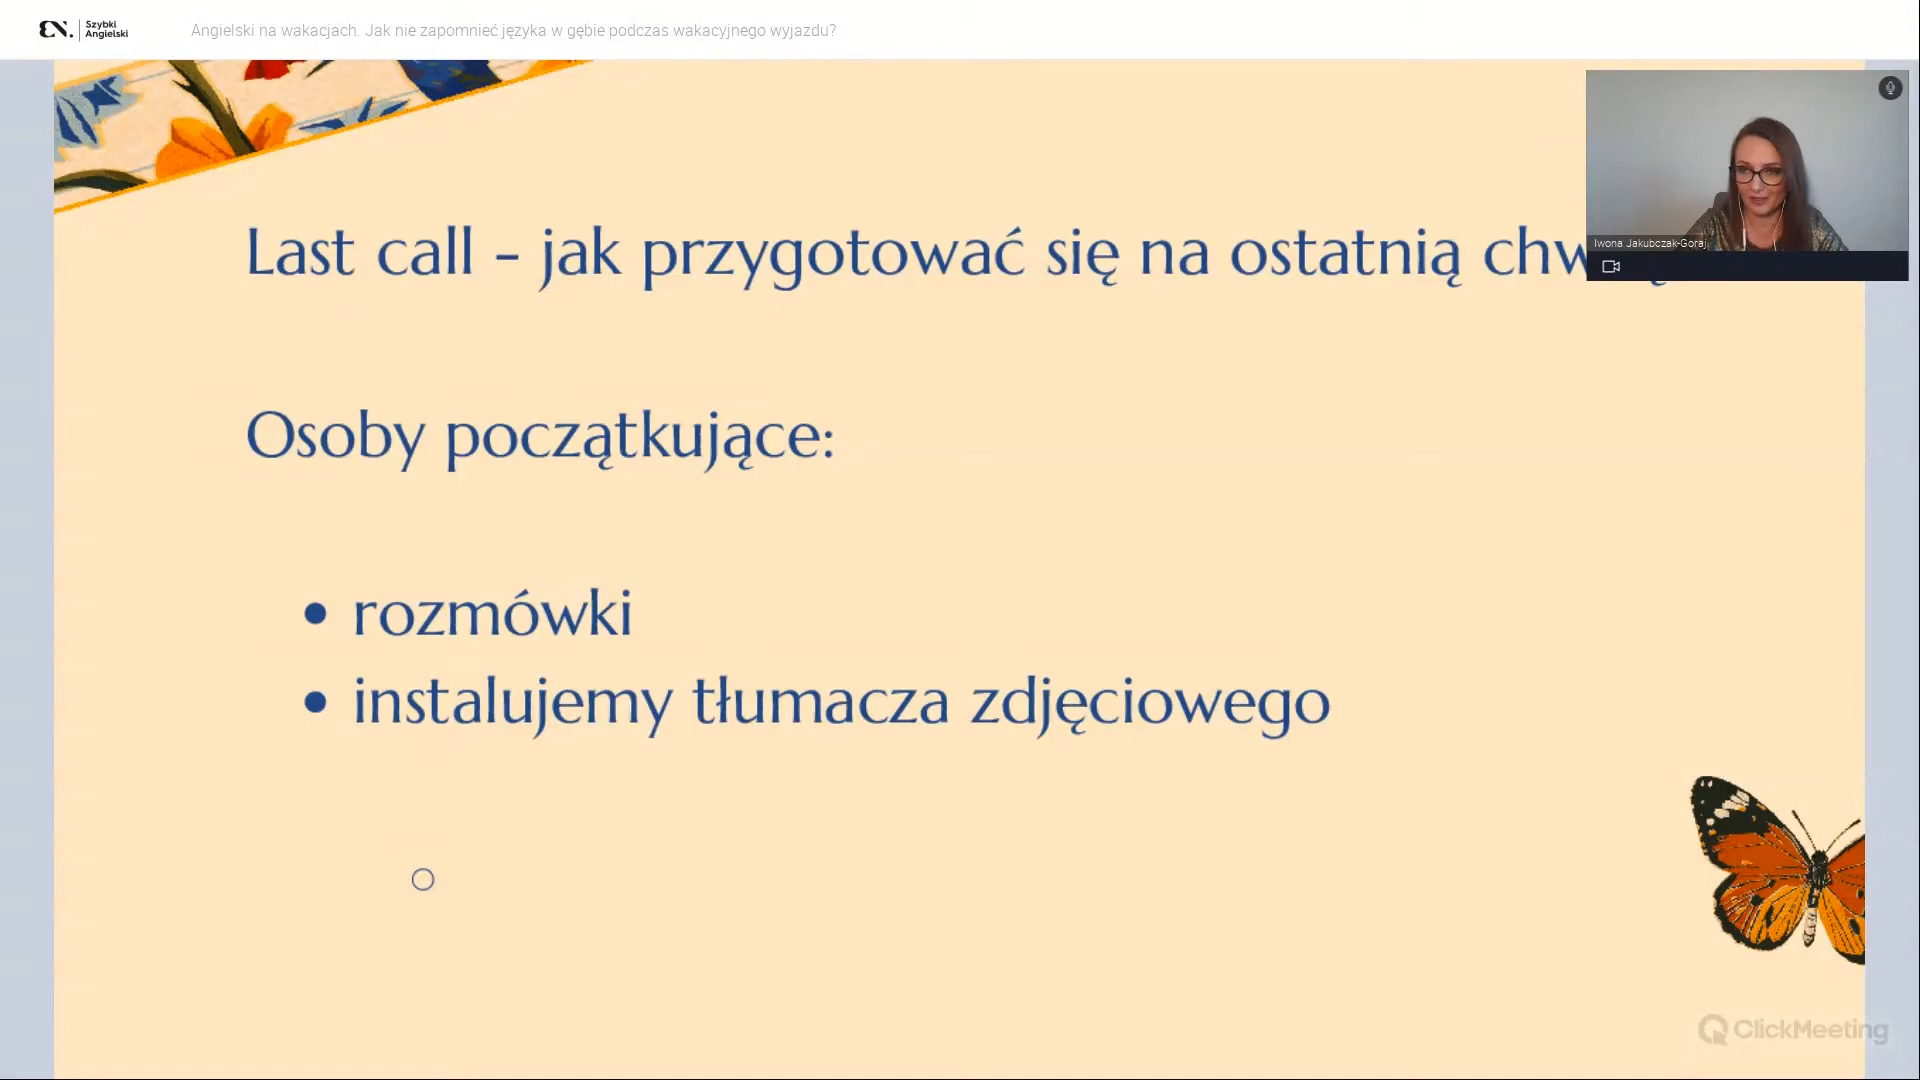 EN. Szybki Angielski
Angielski na wakacjach. Jak nie zapomnieć języka w gębie podczas wakacyjnego wyjazdu?
Iwona Jakubczak-Goraj
Last call - jak przygotować się na ostatnią
Osoby początkujące:
• rozmówki
• instalujemy tłumacza zdjęciowego
ClickMeeting